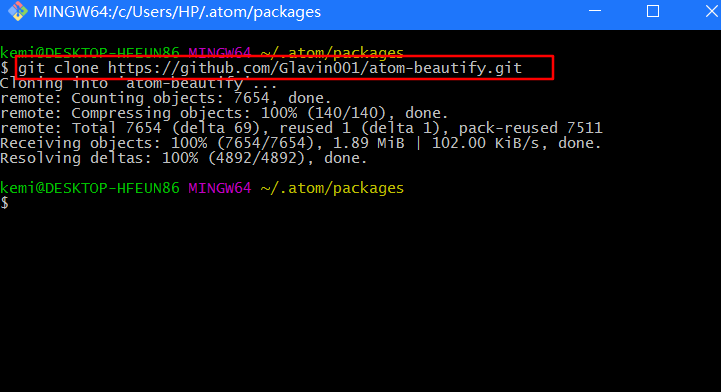 MINGW64:/c/Users/HP/.atom/packages
kemi@DESKTOP-HFEUN86 MINGW64 ~/.atom/packages
$ git clone https://github.com/Glavin001/atom-beautify.git
Cloning into 'atom-beautify'...
remote: Counting objects: 7654, done.
remote: Compressing objects: 100% (140/140), done.
remote: Total 7654 (delta 69), reused 1 (delta 1), pack-reused 7511
Receiving objects: 100% (7654/7654), 1.89 MiB | 102.00 KiB/s, done.
Resolving deltas: 100% (4892/4892), done.
kemi@DESKTOP-HFEUN86 MINGW64 ~/.atom/packages
$